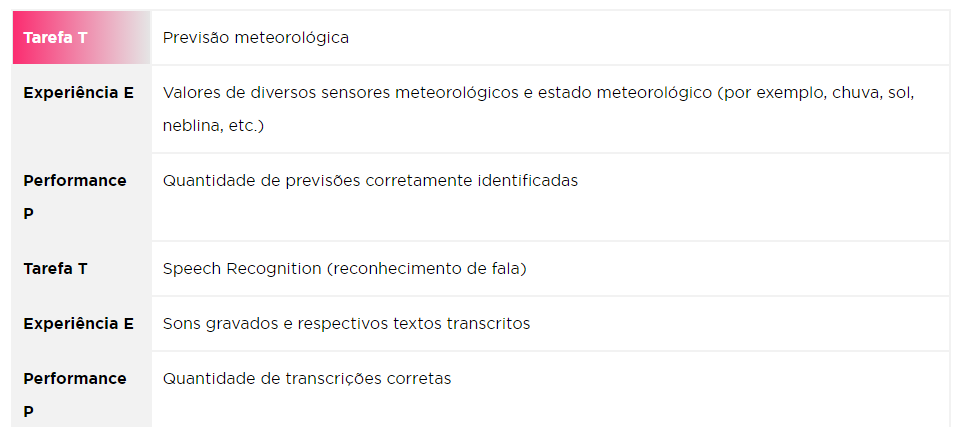 Tarefa T Previsão meteorológica
Experiência E Valores de diversos sensores meteorológicos e estado meteorológico (por exemplo, chuva, sol,
neblina, etc.)
Performance Quantidade de previsões corretamente identificadas
P
Tarefa T Speech Recognition (reconhecimento de fala)
Experiência E Sons gravados e respectivos textos transcritos
Performance Quantidade de transcrições corretas
P